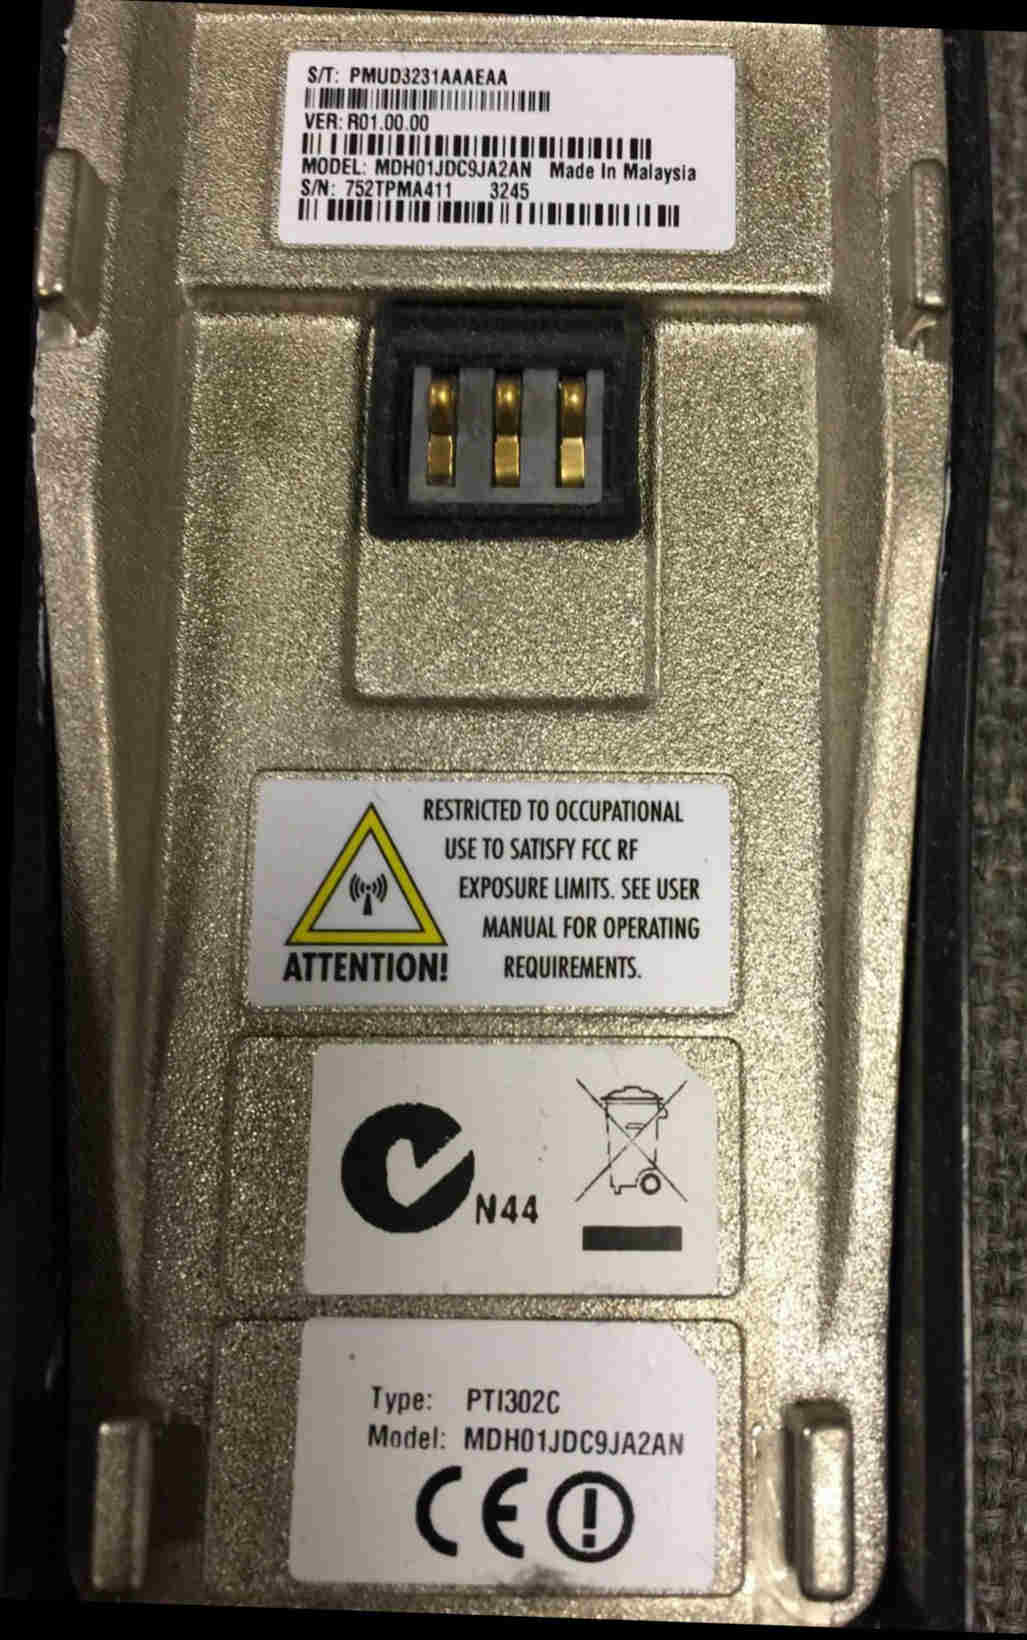 S/T: PMUD3231AAAEAA
VER: R01.00.00
MODEL: MDH01JDC9JA2AN Made In Malaysia
S/N: 752TPMA411 3245
RESTRICTED TO OCCUPATIONAL
USE TO SATISFY FCC RF
EXPOSURE LIMITS. SEE USER
MANUAL FOR OPERATING
REQUIREMENTS.
ATTENTION!
N44
Type: PTI302C
Model: MDH01JDC9JA2AN
CE